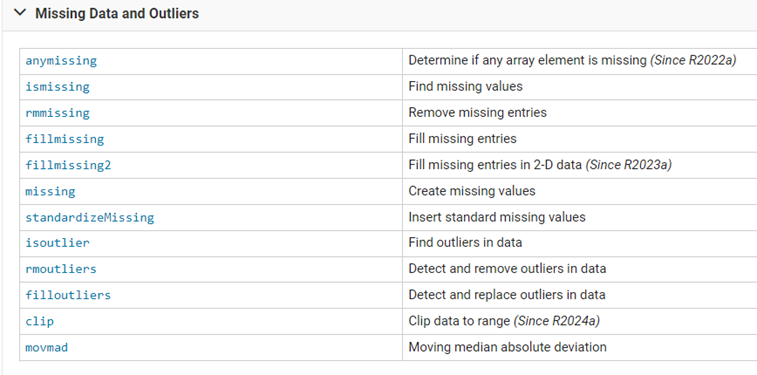 Missing Data and Outliers
anymissing Determine if any array element is missing (Since R2022a)
ismissing Find missing values
rmmissing Remove missing entries
fillmissing Fill missing entries
fillmissing2 Fill missing entries in 2-D data (Since R2023a)
missing Create missing values
standardizeMissing Insert standard missing values
isoutlier Find outliers in data
rmoutliers Detect and remove outliers in data
filloutliers Detect and replace outliers in data
clip Clip data to range (Since R2024a)
movmad Moving median absolute deviation